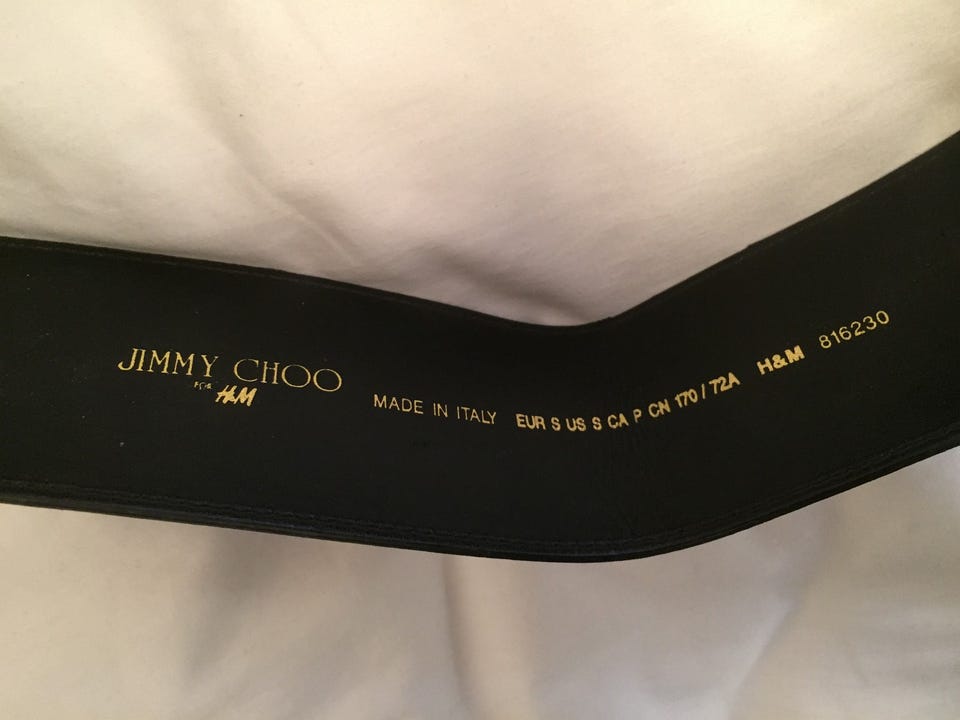 JIMMY CHOO
FOR
H&M
MADE IN ITALY EUR S US S CA P CN 170 / 72A H&M 816230